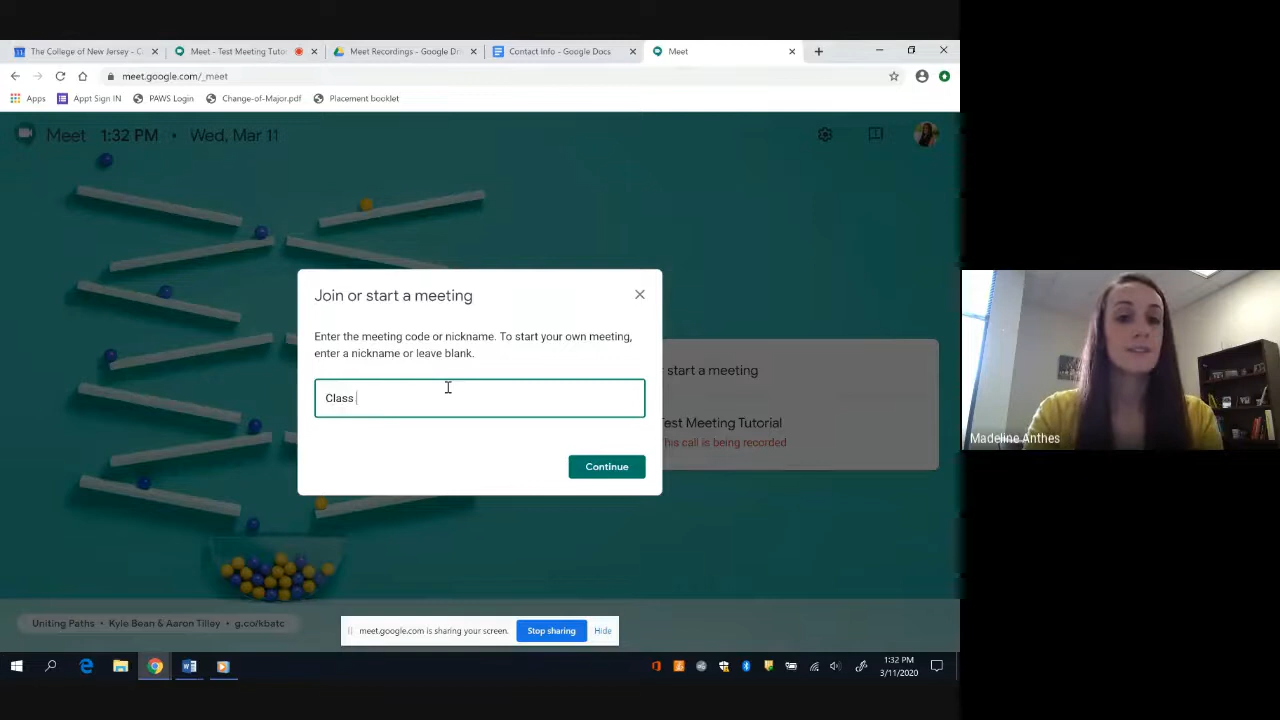 The College of New Jersey - C
Meet - Test Meeting Tuto
Meet Recordings - Google Dri
Contact Info - Google Docs
Meet
meet.google.com/_meet
Apps
Appt Sign IN
PAWS Login
Change-of-Major.pdf
Placement booklet
Meet 1:32 PM • Wed, Mar 11
Join or start a meeting
Enter the meeting code or nickname. To start your own meeting,
enter a nickname or leave blank.
Class
Continue
start a meeting
Test Meeting Tutorial
his call is being recorded
Madeline Anthes
Uniting Paths • Kyle Bean & Aaron Tilley • g.co/kbatc
meet.google.com is sharing your screen.
Stop sharing
Hide
1:32 PM
3/11/2020